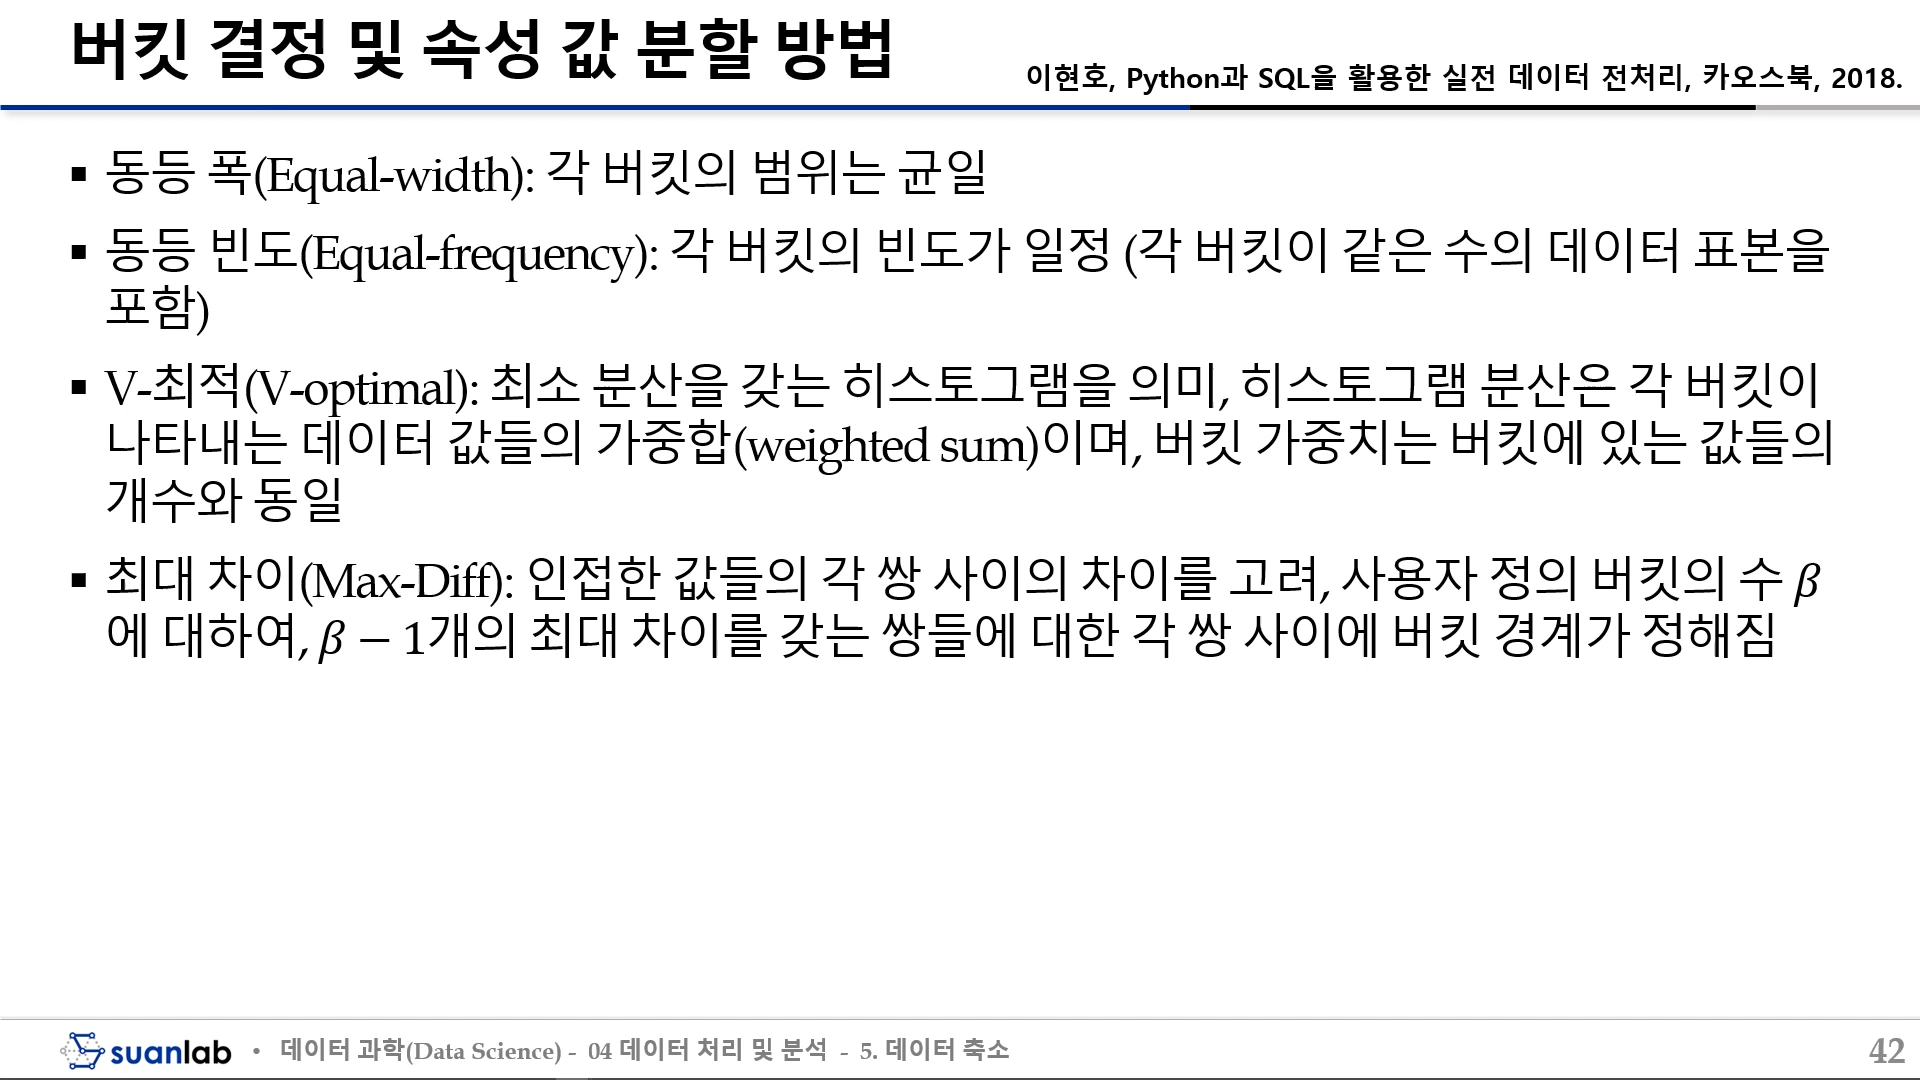 버킷 결정 및 속성 값 분할 방법
이현호, Python과 SQL을 활용한 실전 데이터 전처리, 카오스북, 2018.
▪ 동등 폭(Equal-width): 각 버킷의 범위는 균일
▪ 동등 빈도(Equal-frequency): 각 버킷의 빈도가 일정 (각 버킷이 같은 수의 데이터 표본을
포함)
▪ V-최적(V-optimal): 최소 분산을 갖는 히스토그램을 의미, 히스토그램 분산은 각 버킷이
나타내는 데이터 값들의 가중합(weighted sum)이며, 버킷 가중치는 버킷에 있는 값들의
개수와 동일
▪ 최대 차이(Max-Diff): 인접한 값들의 각 쌍 사이의 차이를 고려, 사용자 정의 버킷의 수 β
에 대하여, β − 1개의 최대 차이를 갖는 쌍들에 대한 각 쌍 사이에 버킷 경계가 정해짐
suanlab • 데이터 과학(Data Science) - 04 데이터 처리 및 분석 - 5. 데이터 축소
42